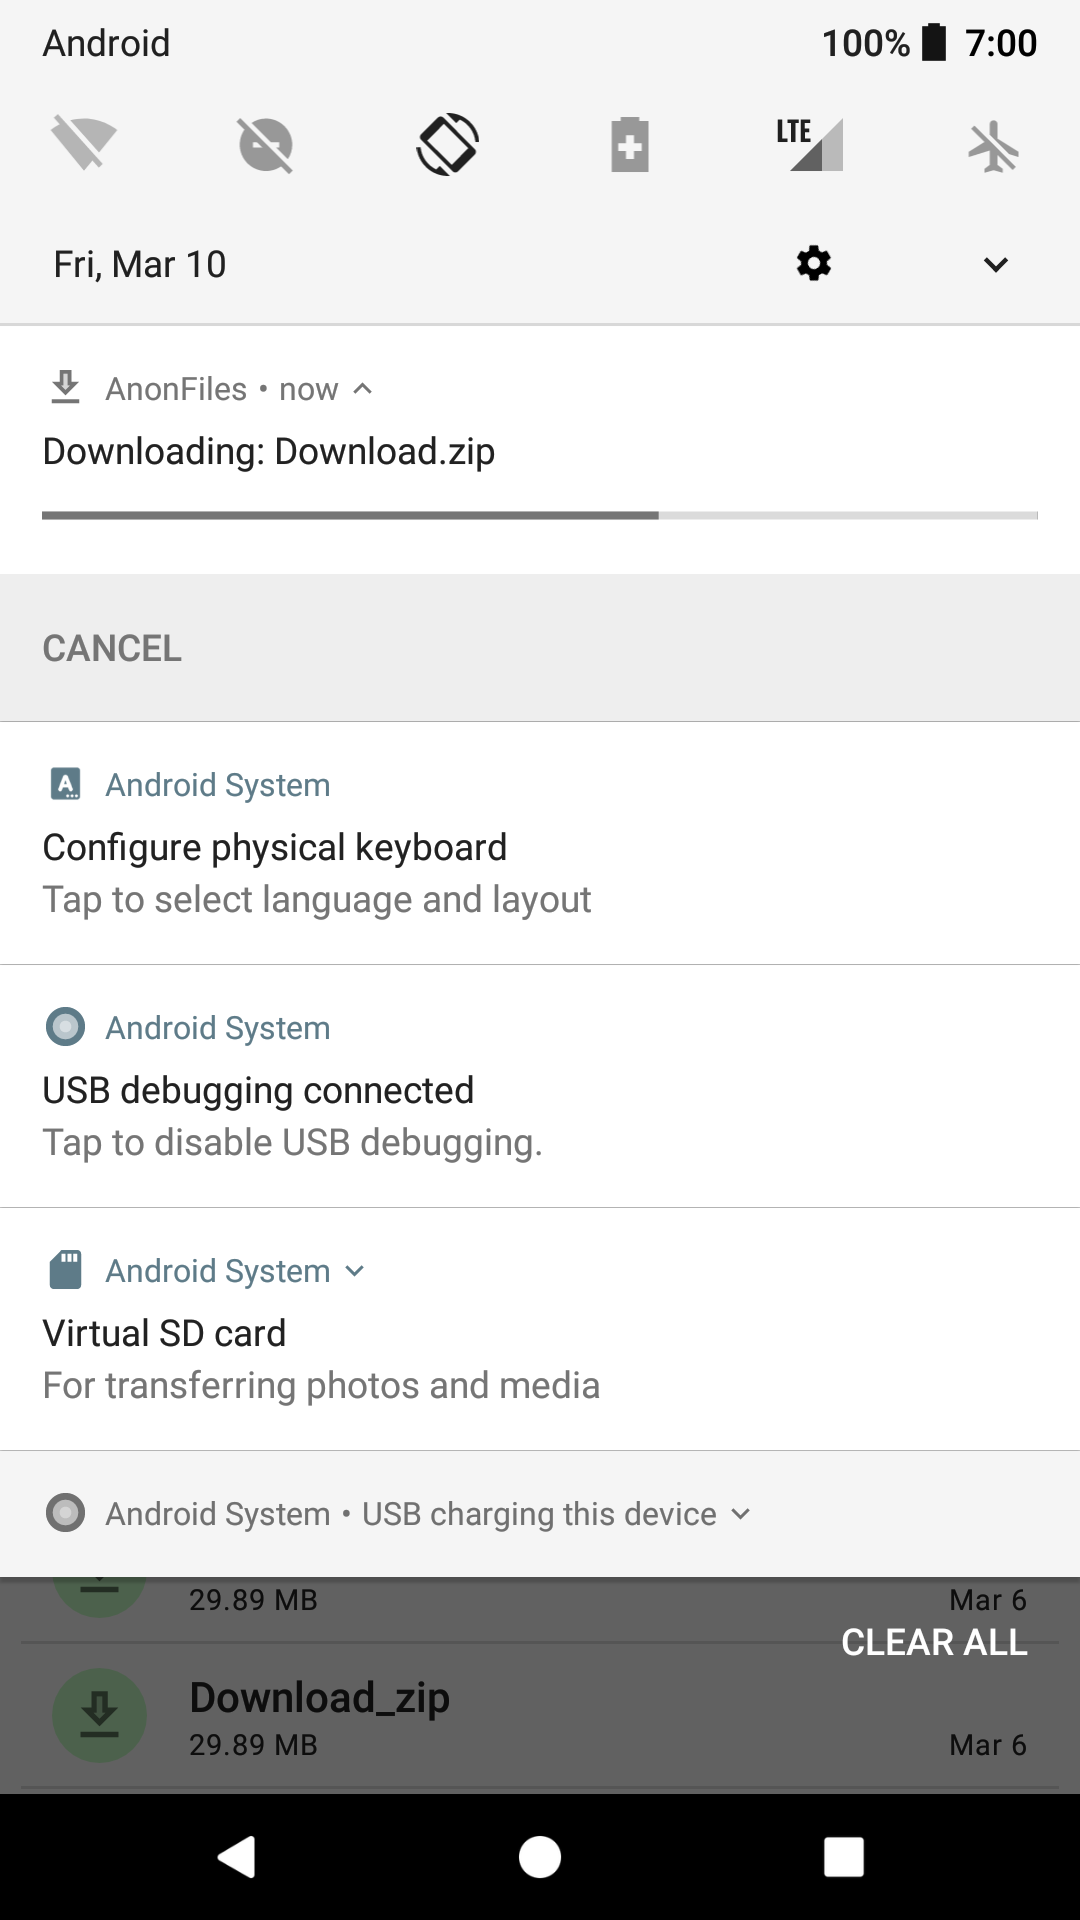 Android
100% 7:00
LTE
Fri, Mar 10
AnonFiles • now
Downloading: Download.zip
CANCEL
Android System
Configure physical keyboard
Tap to select language and layout
Android System
USB debugging connected
Tap to disable USB debugging.
Android System
Virtual SD card
For transferring photos and media
Android System • USB charging this device
29.89 MB
Mar 6
CLEAR ALL
Download_zip
29.89 MB
Mar 6